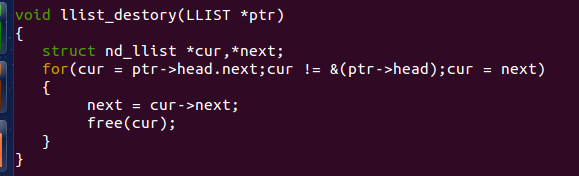 void llist_destory(LLIST *ptr)
{
   struct nd_llist *cur,*next;
   for(cur = ptr->head.next;cur != &(ptr->head);cur = next)
   {
        next = cur->next;
        free(cur);
   }
}